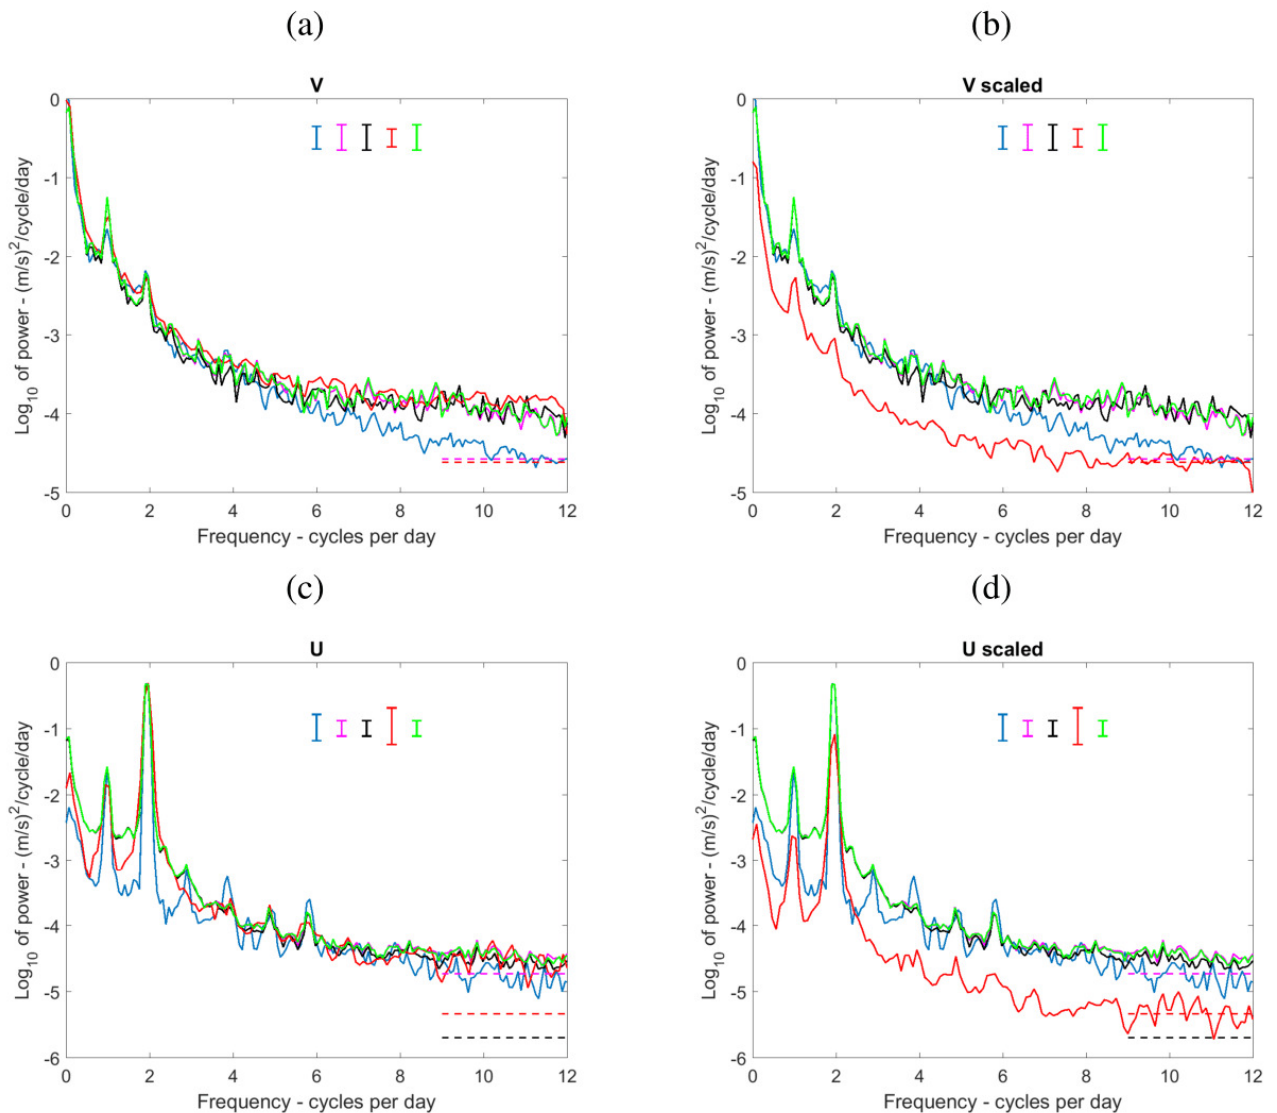 (a)
(b)
V
V scaled
0
-1
-2
-3
-4
-5
0 2 4 6 8 10 12
Log10 of power - (m/s)²/cycle/day
Frequency - cycles per day
0
-1
-2
-3
-4
-5
0 2 4 6 8 10 12
Log10 of power - (m/s)²/cycle/day
Frequency - cycles per day
(c)
(d)
U
U scaled
0
-1
-2
-3
-4
-5
-6
0 2 4 6 8 10 12
Log10 of power - (m/s)²/cycle/day
Frequency - cycles per day
0
-1
-2
-3
-4
-5
-6
0 2 4 6 8 10 12
Log10 of power - (m/s)²/cycle/day
Frequency - cycles per day